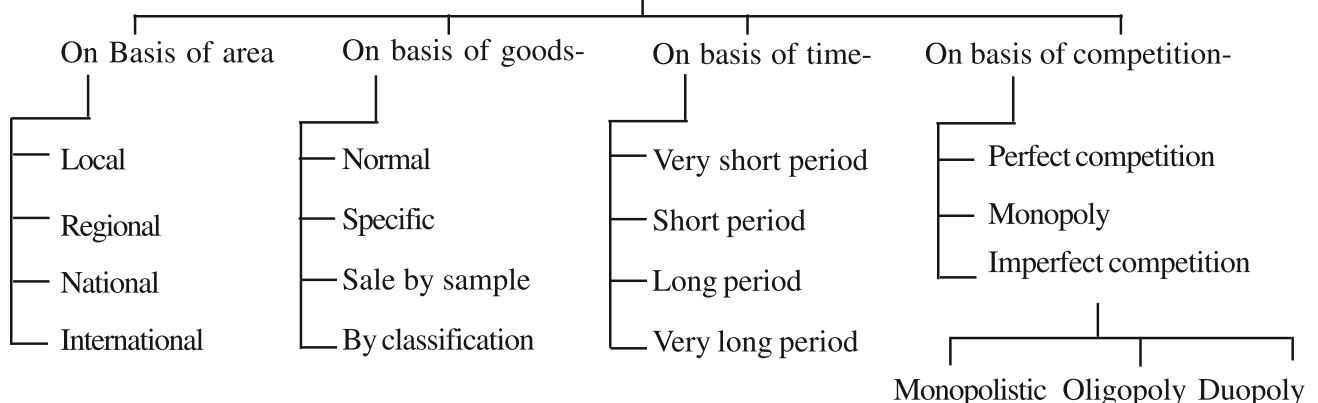 On Basis of area
On basis of goods-
On basis of time-
On basis of competition-
Local
Regional
National
International
Normal
Specific
Sale by sample
By classification
Very short period
Short period
Long period
Very long period
Perfect competition
Monopoly
Imperfect competition
Monopolistic Oligopoly Duopoly